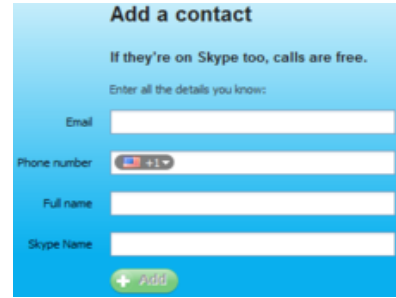 Add a contact
If they're on Skype too, calls are free.
Enter all the details you know:
Email
Phone number
+1
Full name
Skype Name
+ Add